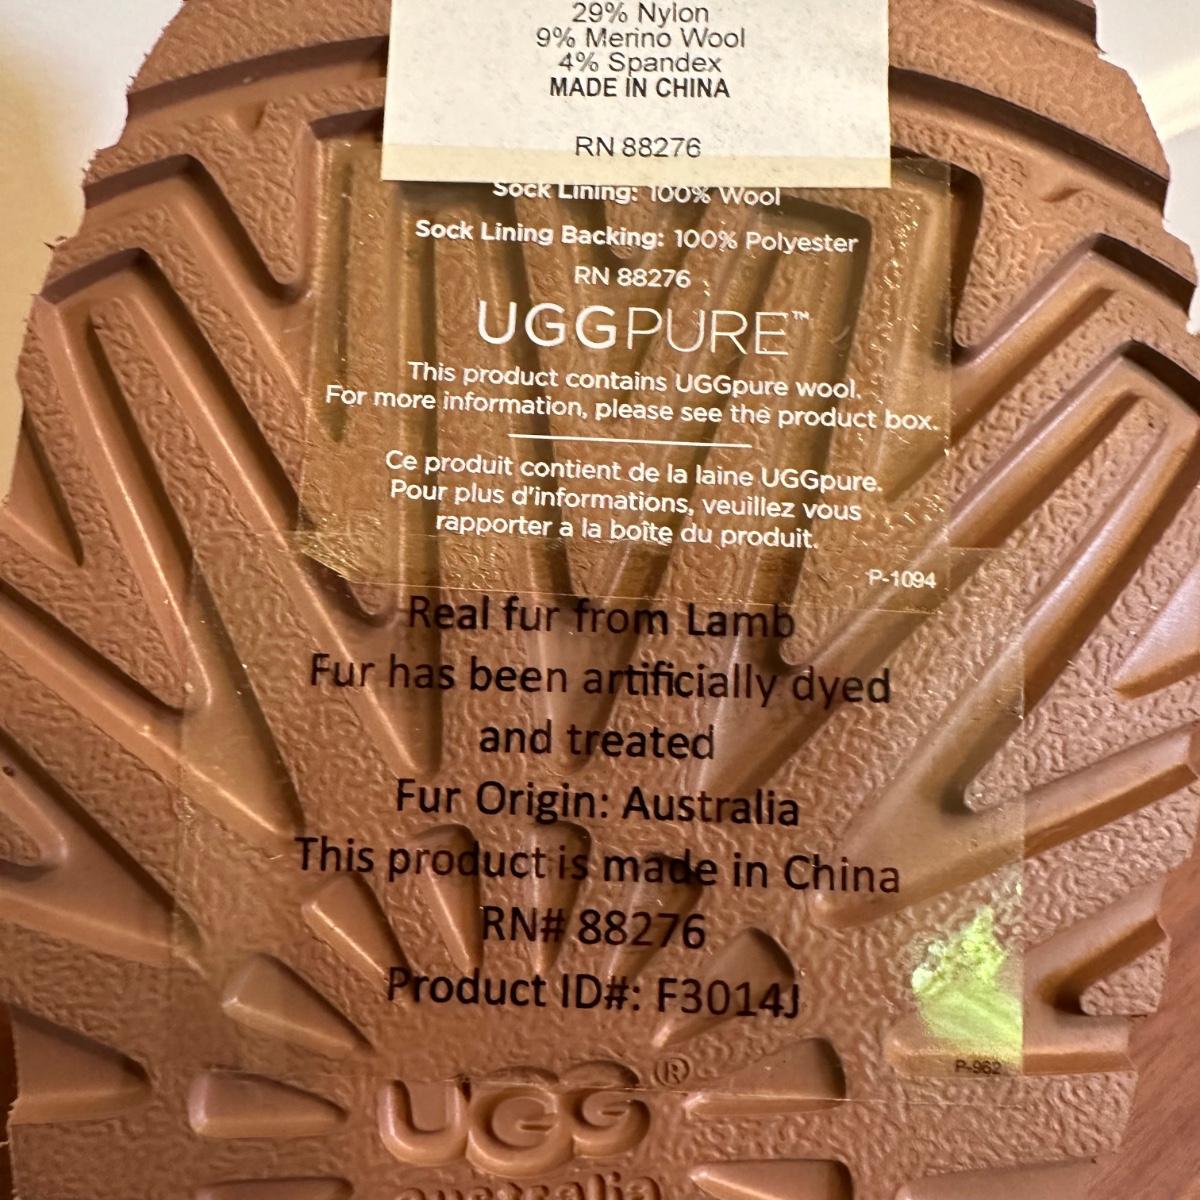 29% Nylon
9% Merino Wool
4% Spandex
MADE IN CHINA
RN 88276
Sock Lining: 100% Wool
Sock Lining Backing: 100% Polyester
RN 88276
UGGPURE™
This product contains UGGpure wool.
For more information, please see the product box.
Ce produit contient de la laine UGGpure.
Pour plus d'informations, veuillez vous
rapporter a la boîte du produit.
P-1094
Real fur from Lamb
Fur has been artificially dyed
and treated
Fur Origin: Australia
This product is made in China
RN# 88276
Product ID#: F3014J
P-962
UGG®
australia